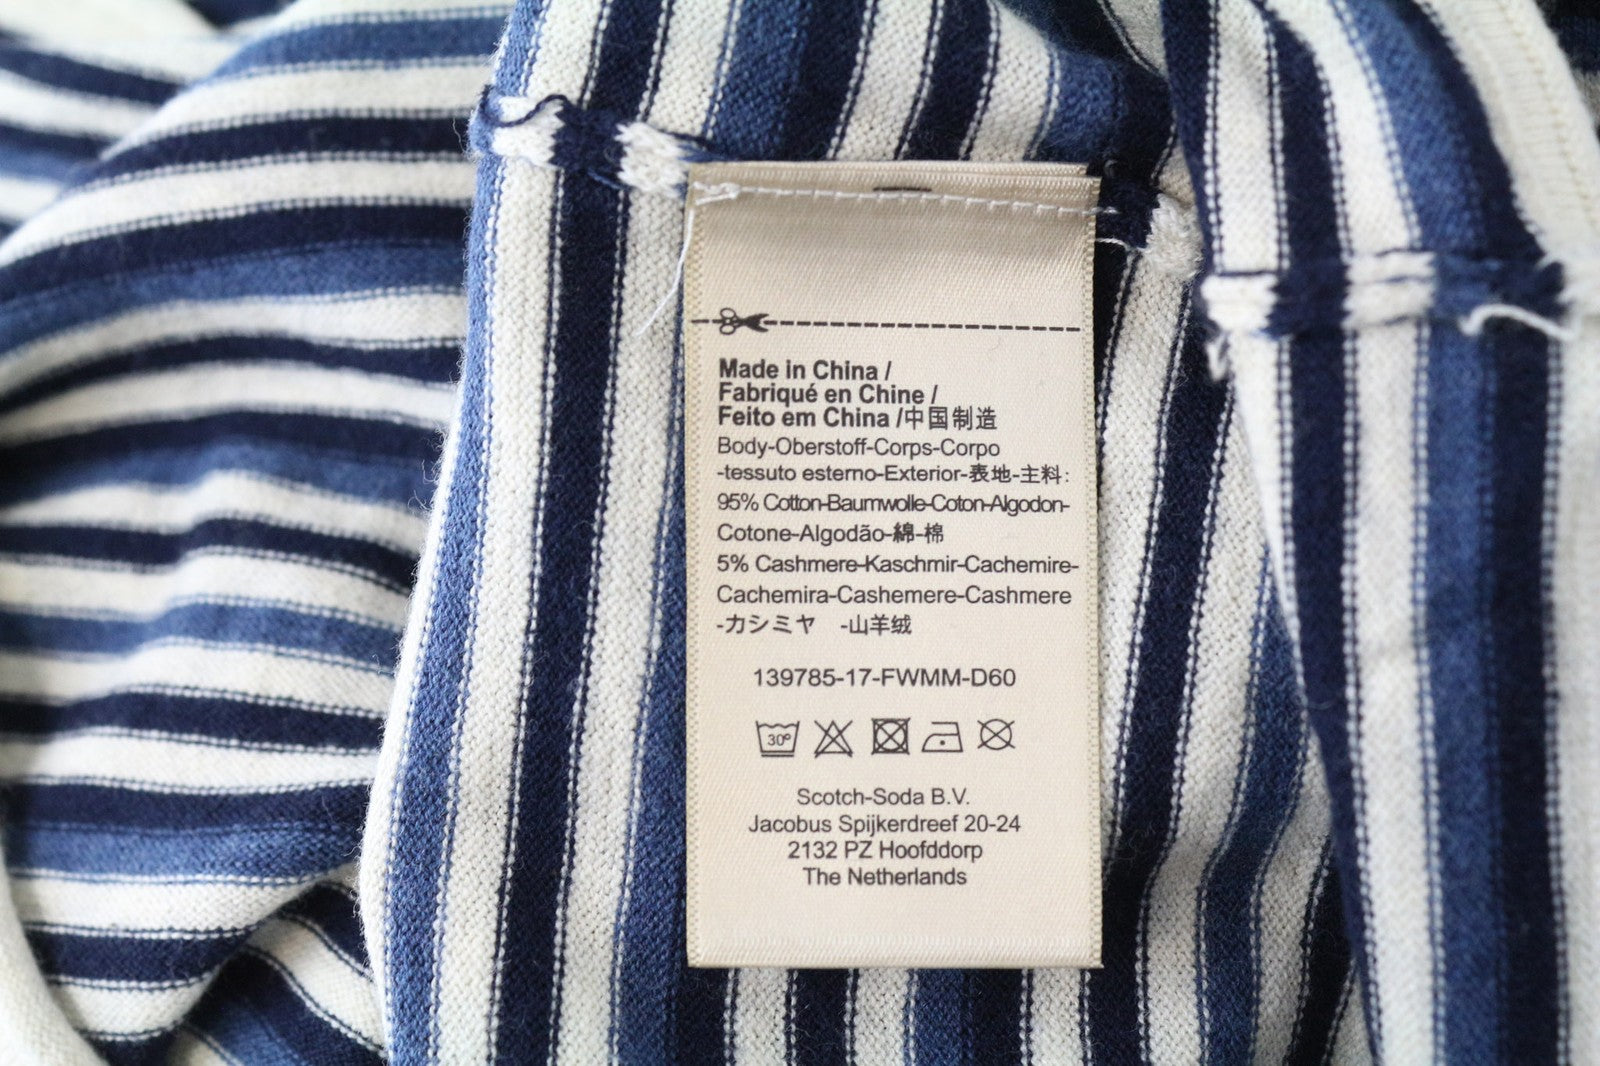 Made in China /
Fabriqué en Chine /
Feito em China /中国制造
Body-Oberstoff-Corps-Corpo
-tessuto esterno-Exterior-表地-主料:
95% Cotton-Baumwolle-Coton-Algodon-
Cotone-Algodão-綿-棉
5% Cashmere-Kaschmir-Cachemire-
Cachemira-Cashemere-Cashmere
-カシミヤ -山羊绒
139785-17-FWMM-D60
30°
Scotch-Soda B.V.
Jacobus Spijkerdreef 20-24
2132 PZ Hoofddorp
The Netherlands